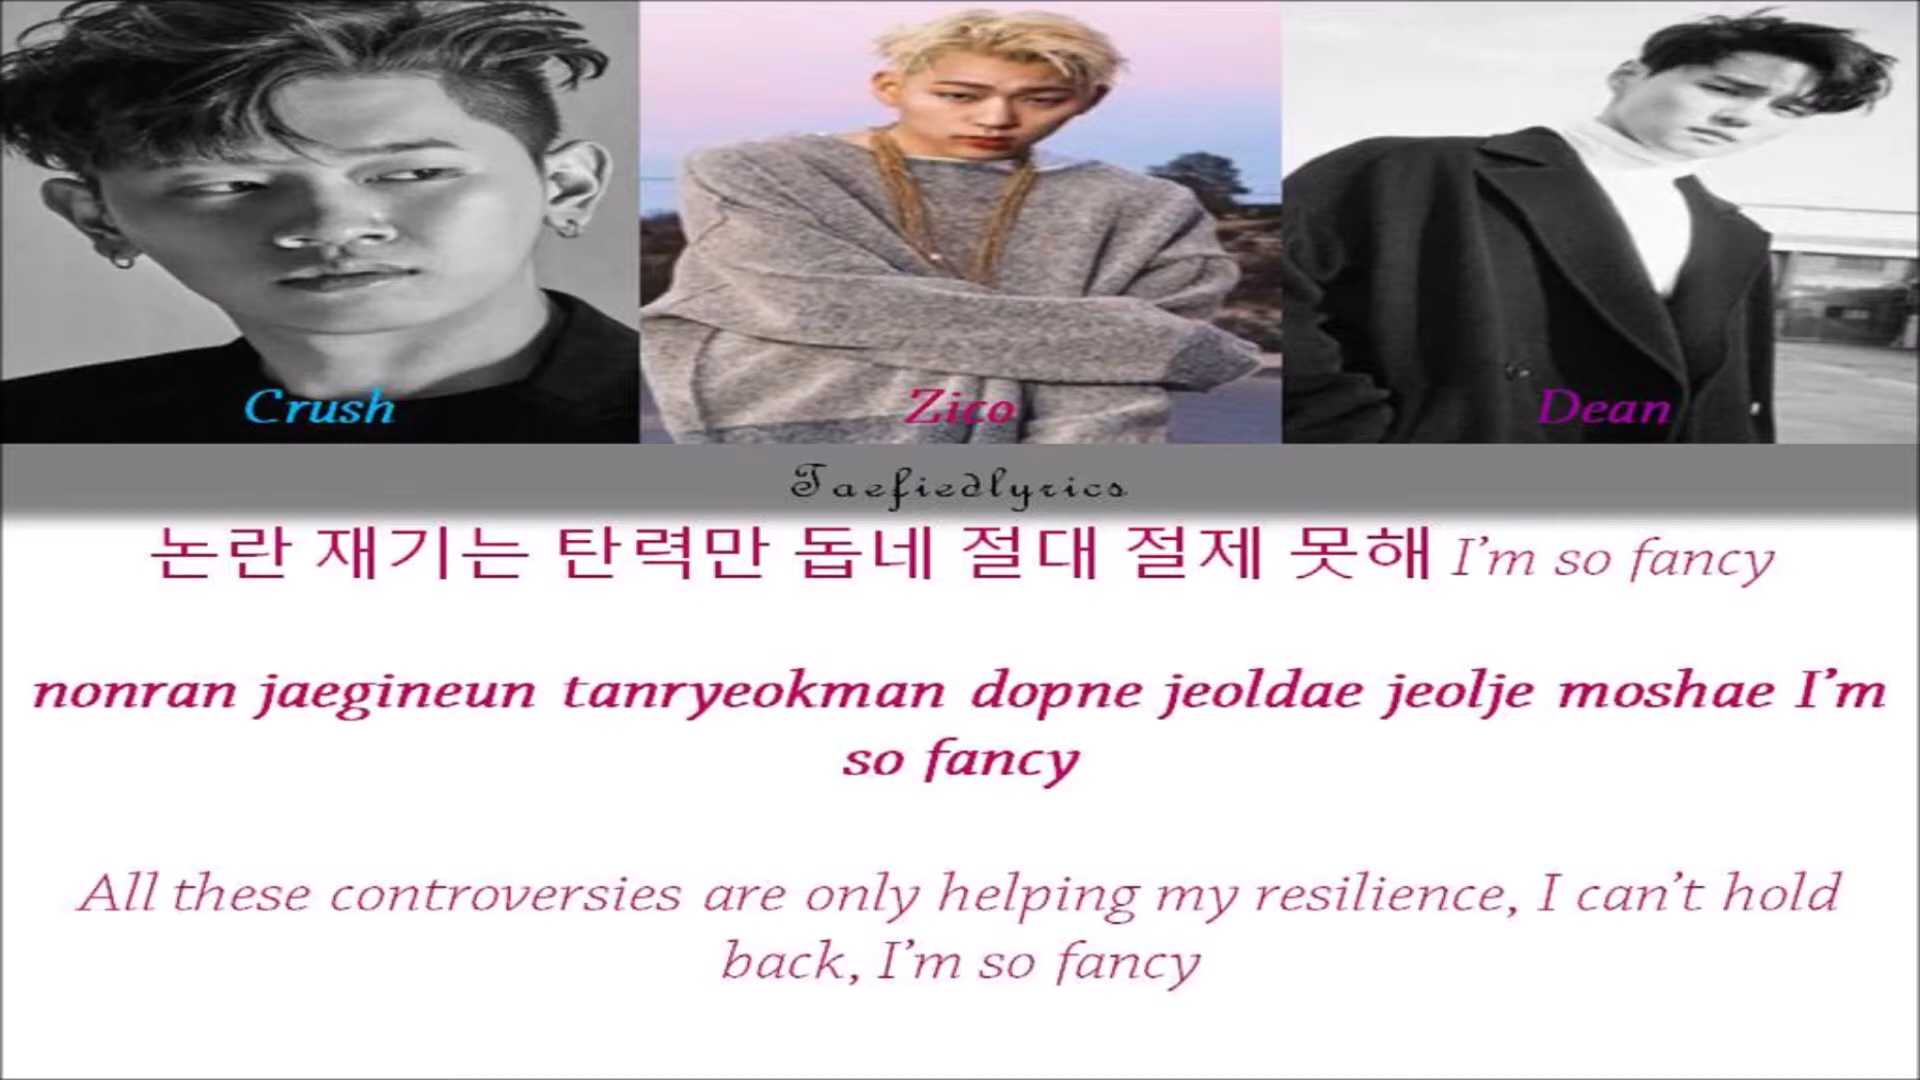 Crush
Zico
Dean
Taefiedlyrics
논란 재기는 탄력만 돕네 절대 절제 못해 I'm so fancy
nonran jaegineun tanryeokman dopne jeoldae jeolje moshae I'm
so fancy
All these controversies are only helping my resilience, I can't hold
back, I'm so fancy